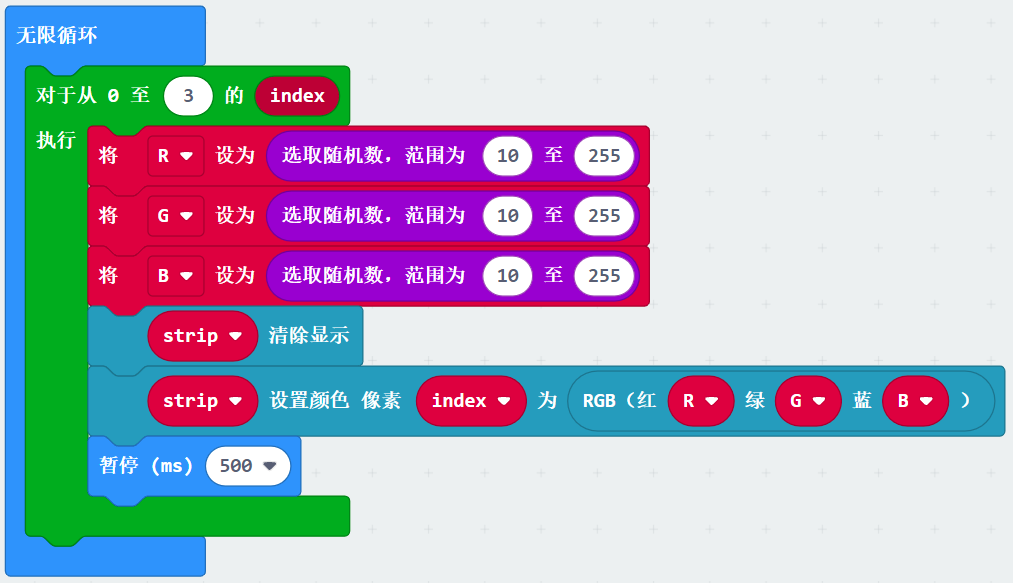 无限循环
对于从 0 至 3 的 index
执行
将 R 设为 选取随机数，范围为 10 至 255
将 G 设为 选取随机数，范围为 10 至 255
将 B 设为 选取随机数，范围为 10 至 255
strip 清除显示
strip 设置颜色 像素 index 为 RGB（红 R 绿 G 蓝 B ）
暂停（ms） 500